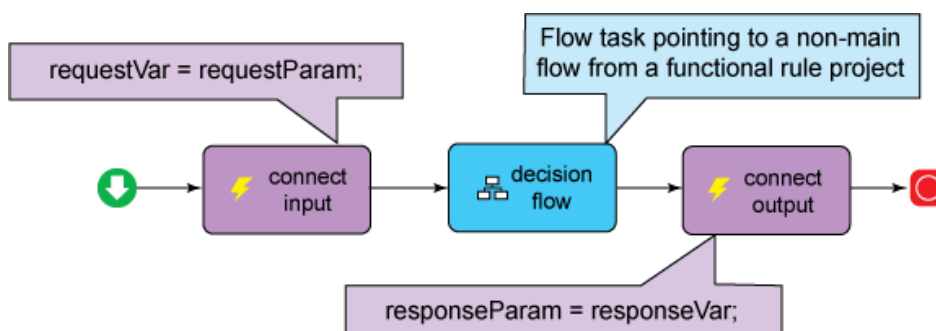 requestVar = requestParam;
Flow task pointing to a non-main
flow from a functional rule project
connect
input
decision
flow
connect
output
responseParam = responseVar;